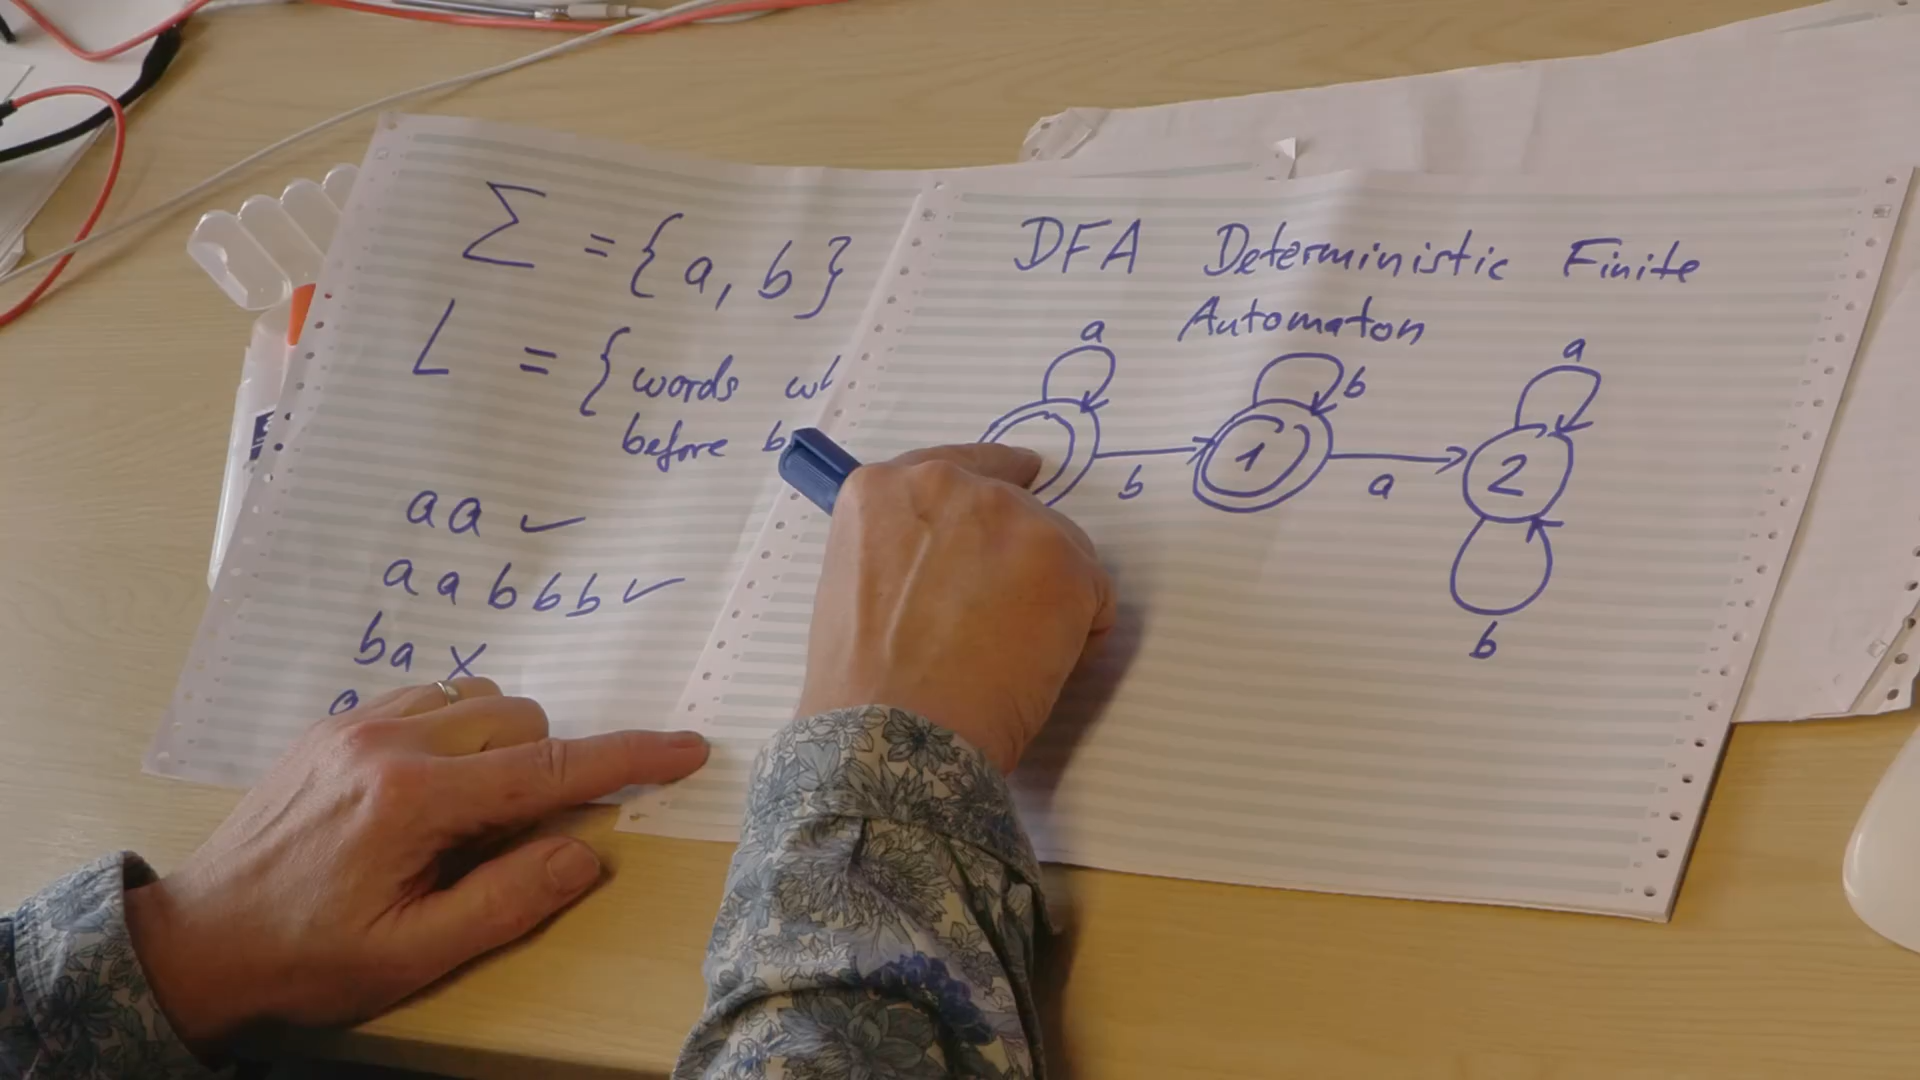 Σ = {a, b}
L = {words
before
aa ✓
aabbb ✓
ba ✗
DFA Deterministic Finite
Automaton
a
b
a
1
2
b
a
b